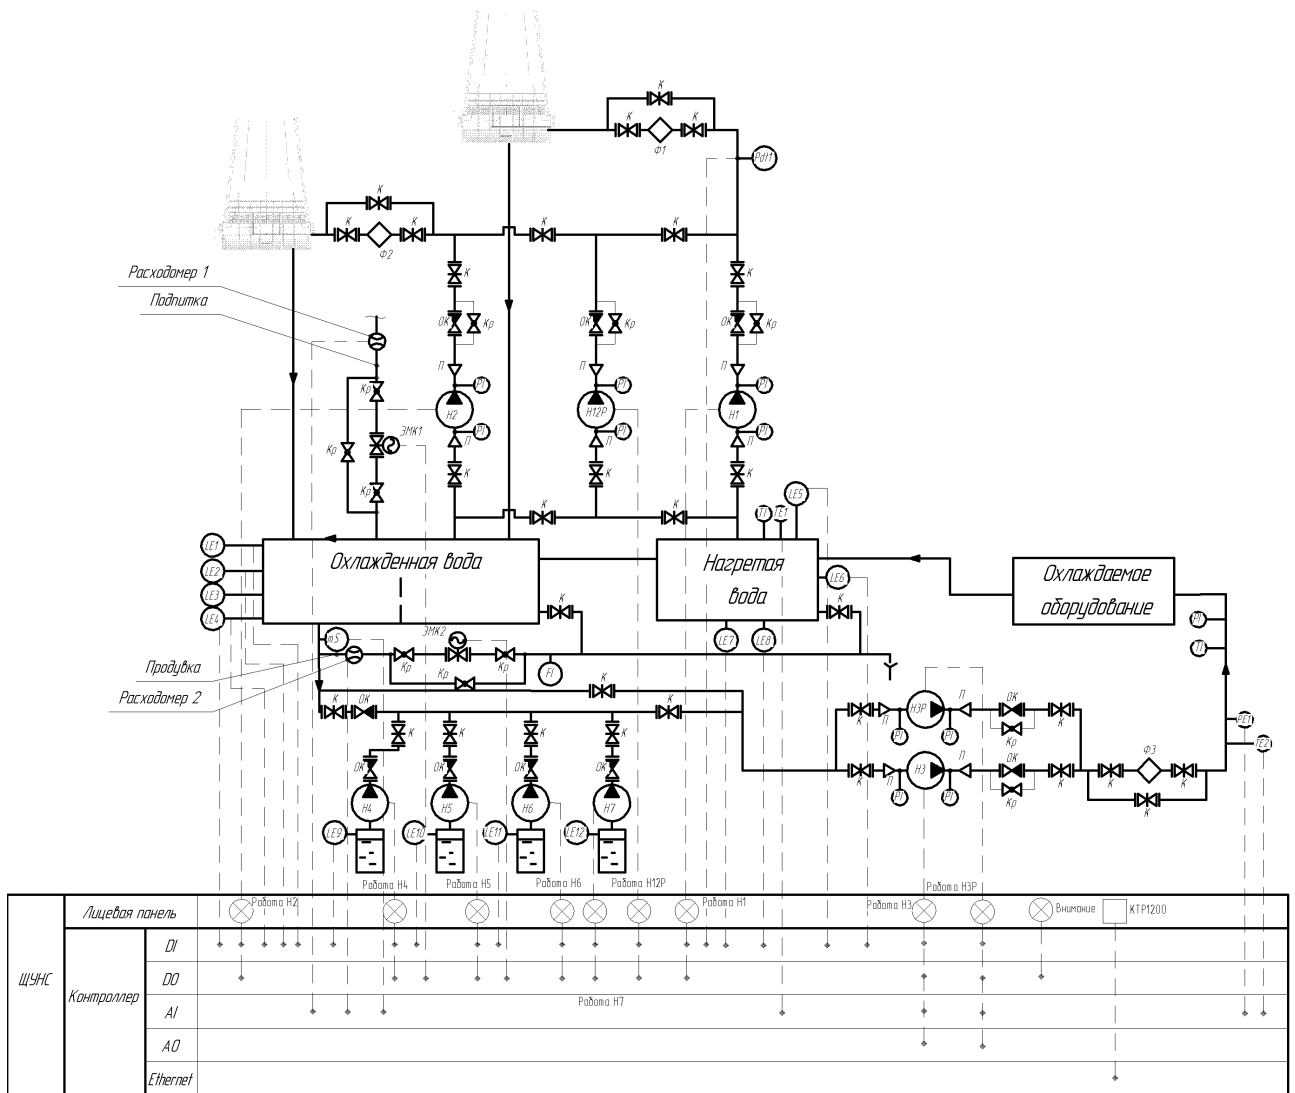 К
К
К
Ф1
Pdt1
К
К
К
К
К
Ф2
Расходомер 1
Подпитка
К
К
К
ОК
Кр
ОК
Кр
ОК
Кр
П
П
П
PI
PI
PI
Кр
Н2
Н12Р
Н1
ЭМК1
PI
PI
PI
П
П
П
Кр
К
К
К
Кр
LE5
К
К
TI
TE1
LE1
LE2
LE3
LE4
Охлажденная вода
Нагретая
вода
LE6
Охлаждаемое
оборудование
К
К
PI
TI
mS
ЭМК2
LE7
LE8
Продувка
Кр
Кр
FI
Кр
Расходомер 2
К
ОК
К
К
Н3Р
П
ОК
К
П
PI
PI
Кр
К
PE1
TE2
К
К
К
К
ОК
ОК
ОК
ОК
Н3
П
ОК
К
П
PI
PI
Кр
К
Ф3
К
К
К
Н4
Н5
Н6
Н7
LE9
LE10
LE11
LE12
Работа Н4
Работа Н5
Работа Н6
Работа Н12Р
Работа Н3Р
Лицевая панель
Работа Н2
Работа Н1
Работа Н3
Внимание
КТР1200
ЩУНС
Контроллер
DI
DO
AI
Работа Н7
AO
Ethernet